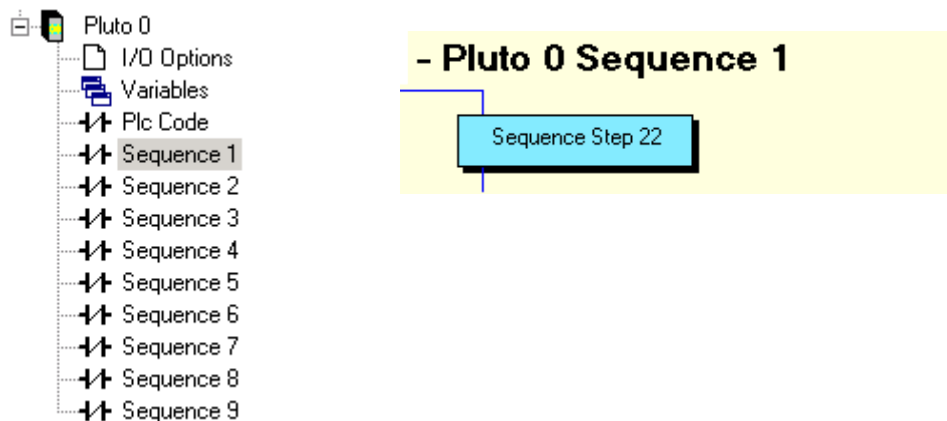 Pluto 0
I/O Options
Variables
Plc Code
Sequence 1
Sequence 2
Sequence 3
Sequence 4
Sequence 5
Sequence 6
Sequence 7
Sequence 8
Sequence 9
- Pluto 0 Sequence 1
Sequence Step 22